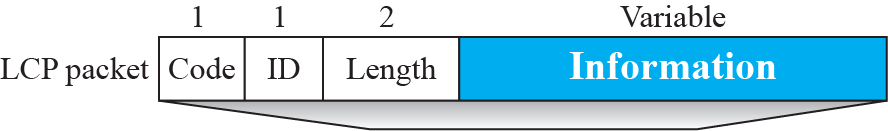 1 1 2 Variable
LCP packet Code ID Length Information